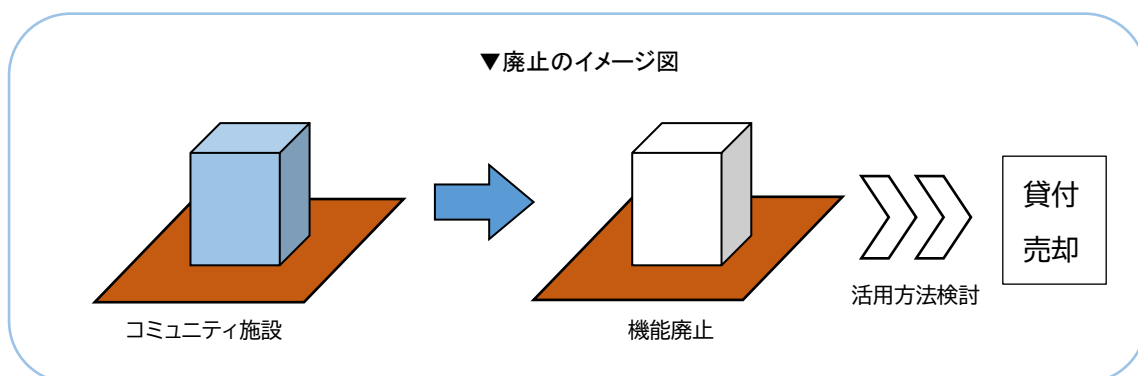 ▼廃止のイメージ図
コミュニティ施設
機能廃止
活用方法検討
貸付
売却